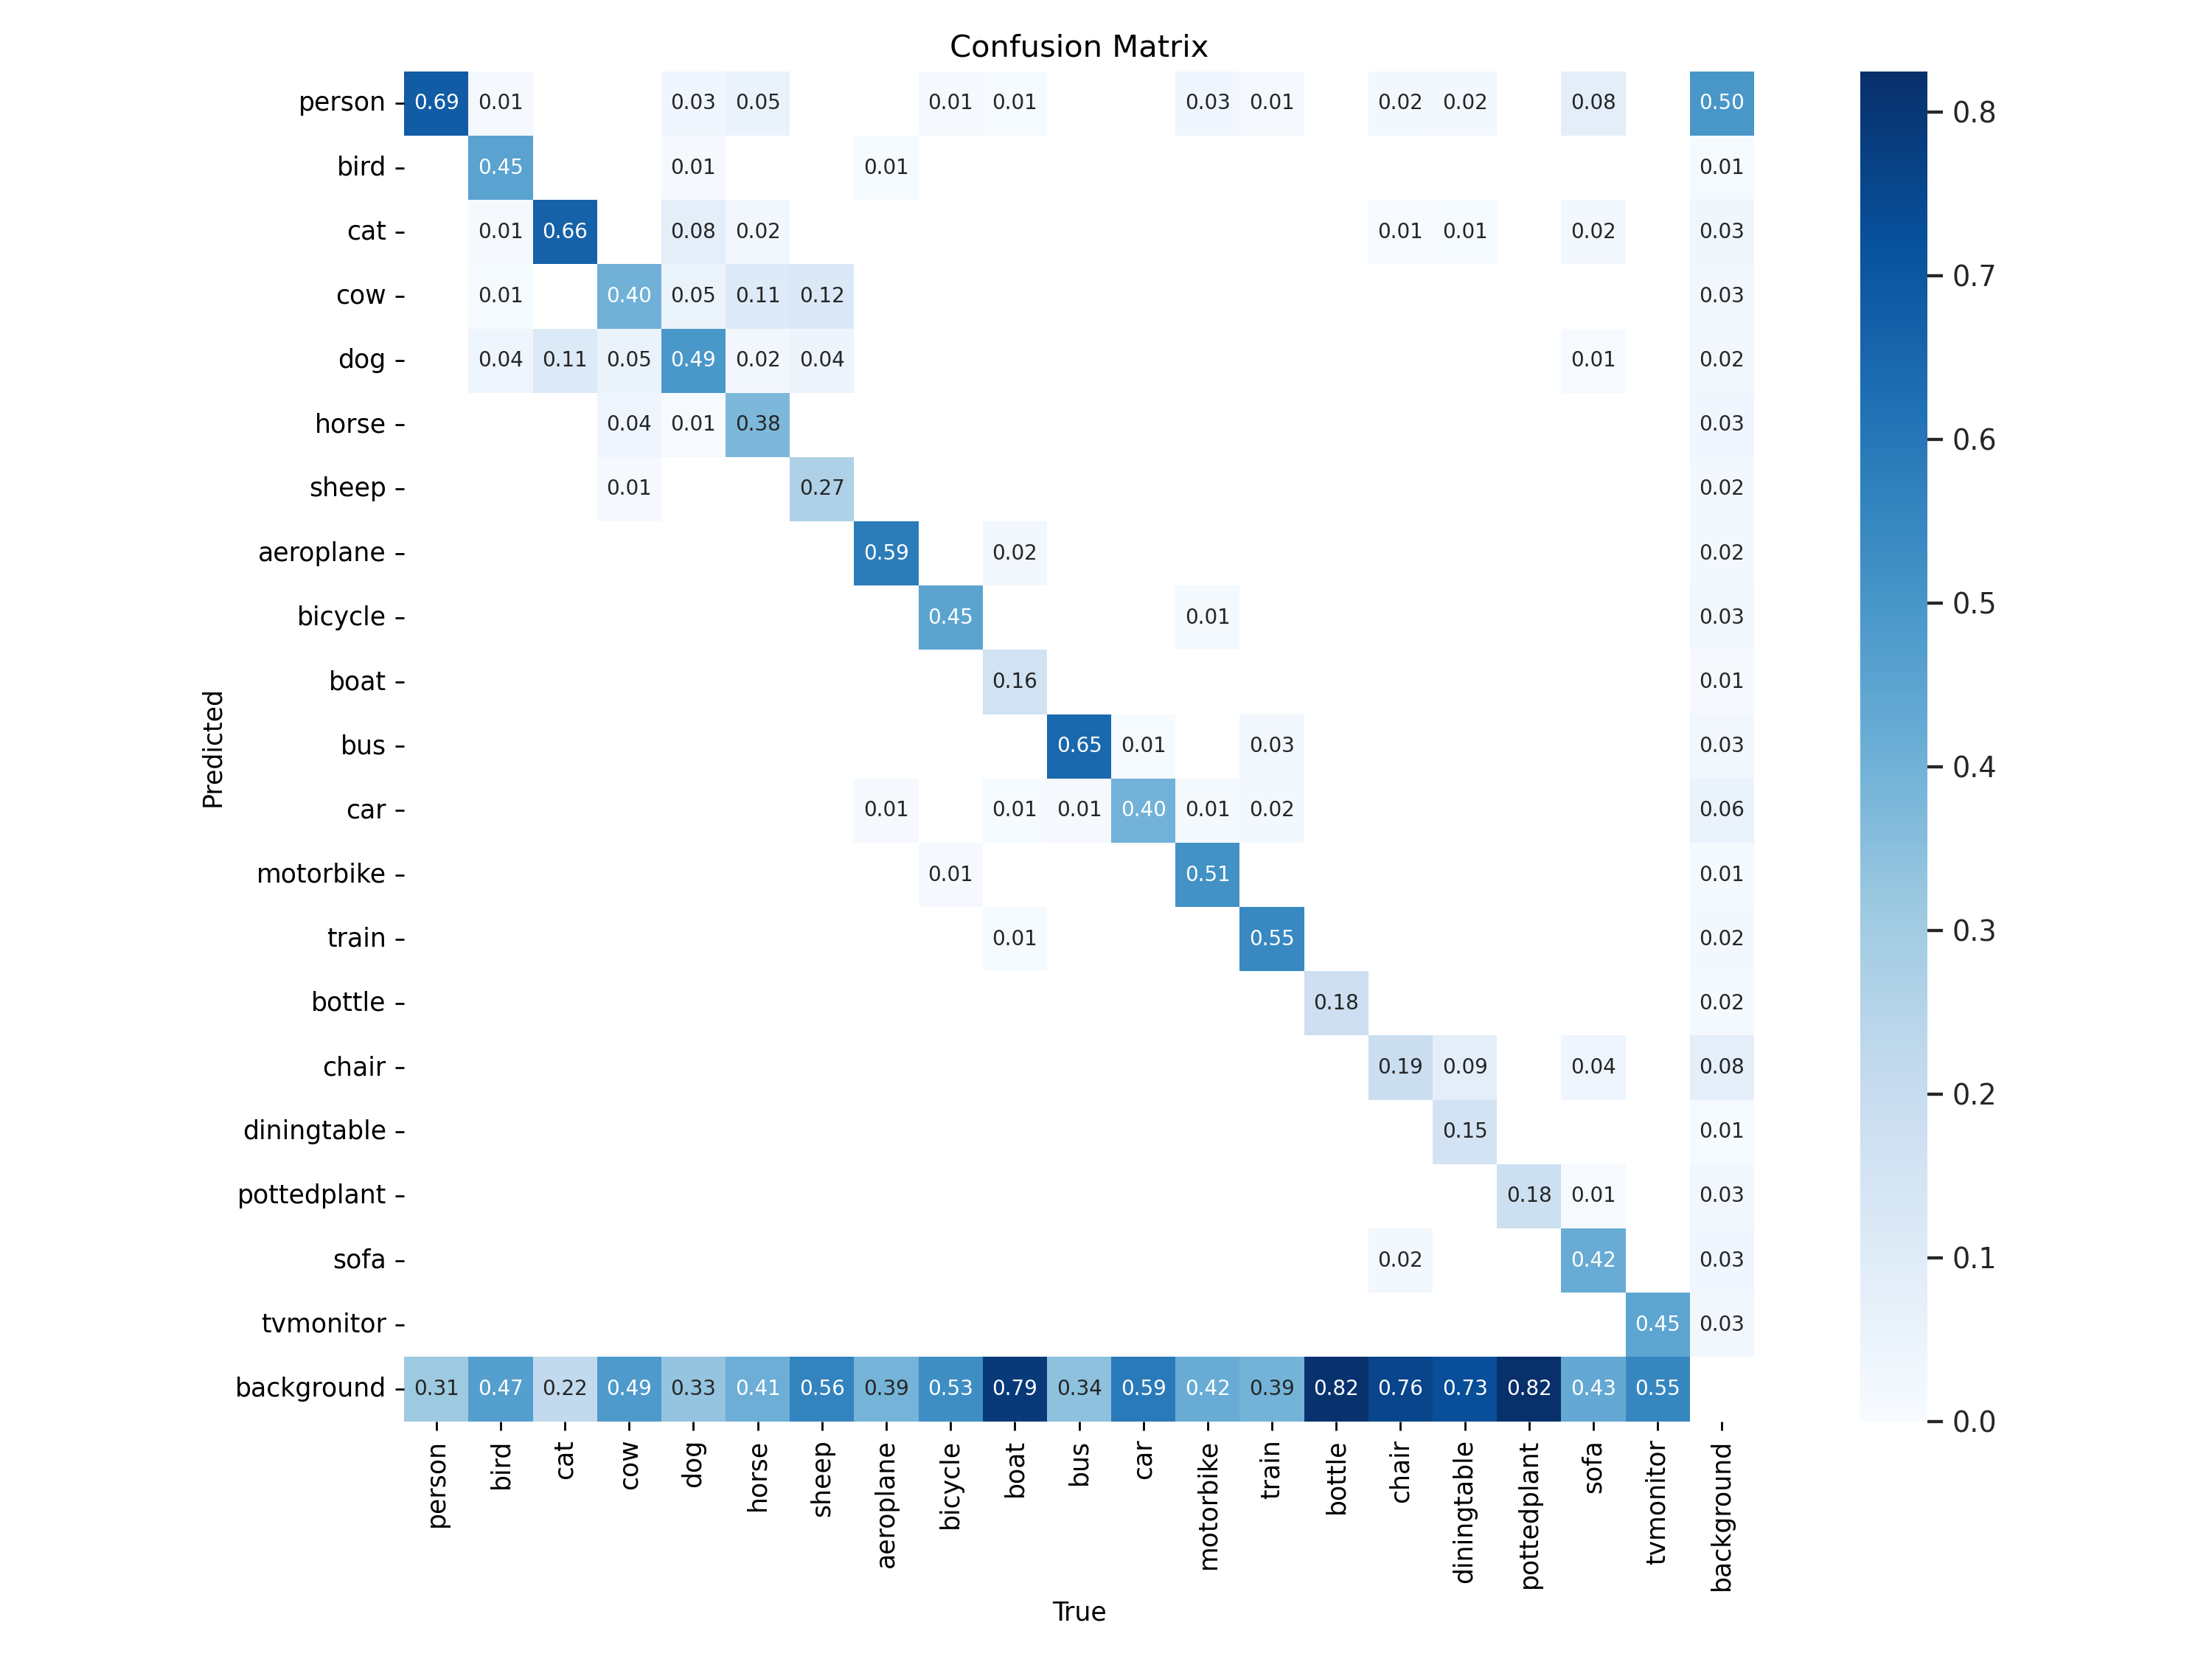 Confusion Matrix
person 0.69 0.01 0.03 0.05 0.01 0.01 0.03 0.01 0.02 0.02 0.08 0.50
bird 0.45 0.01 0.01 0.01
cat 0.01 0.66 0.08 0.02 0.01 0.01 0.02 0.03
cow 0.01 0.40 0.05 0.11 0.12 0.03
dog 0.04 0.11 0.05 0.49 0.02 0.04 0.01 0.02
horse 0.04 0.01 0.38 0.03
sheep 0.01 0.27 0.02
aeroplane 0.59 0.02 0.02
bicycle 0.45 0.01 0.03
boat 0.16 0.01
bus 0.65 0.01 0.03 0.03
car 0.01 0.01 0.01 0.40 0.01 0.02 0.06
motorbike 0.01 0.51 0.01
train 0.01 0.55 0.02
bottle 0.18 0.02
chair 0.19 0.09 0.04 0.08
diningtable 0.15 0.01
pottedplant 0.18 0.01 0.03
sofa 0.02 0.42 0.03
tvmonitor 0.45 0.03
background 0.31 0.47 0.22 0.49 0.33 0.41 0.56 0.39 0.53 0.79 0.34 0.59 0.42 0.39 0.82 0.76 0.73 0.82 0.43 0.55
person bird cat cow dog horse sheep aeroplane bicycle boat bus car motorbike train bottle chair diningtable pottedplant sofa tvmonitor background
True
Predicted
0.8
0.7
0.6
0.5
0.4
0.3
0.2
0.1
0.0